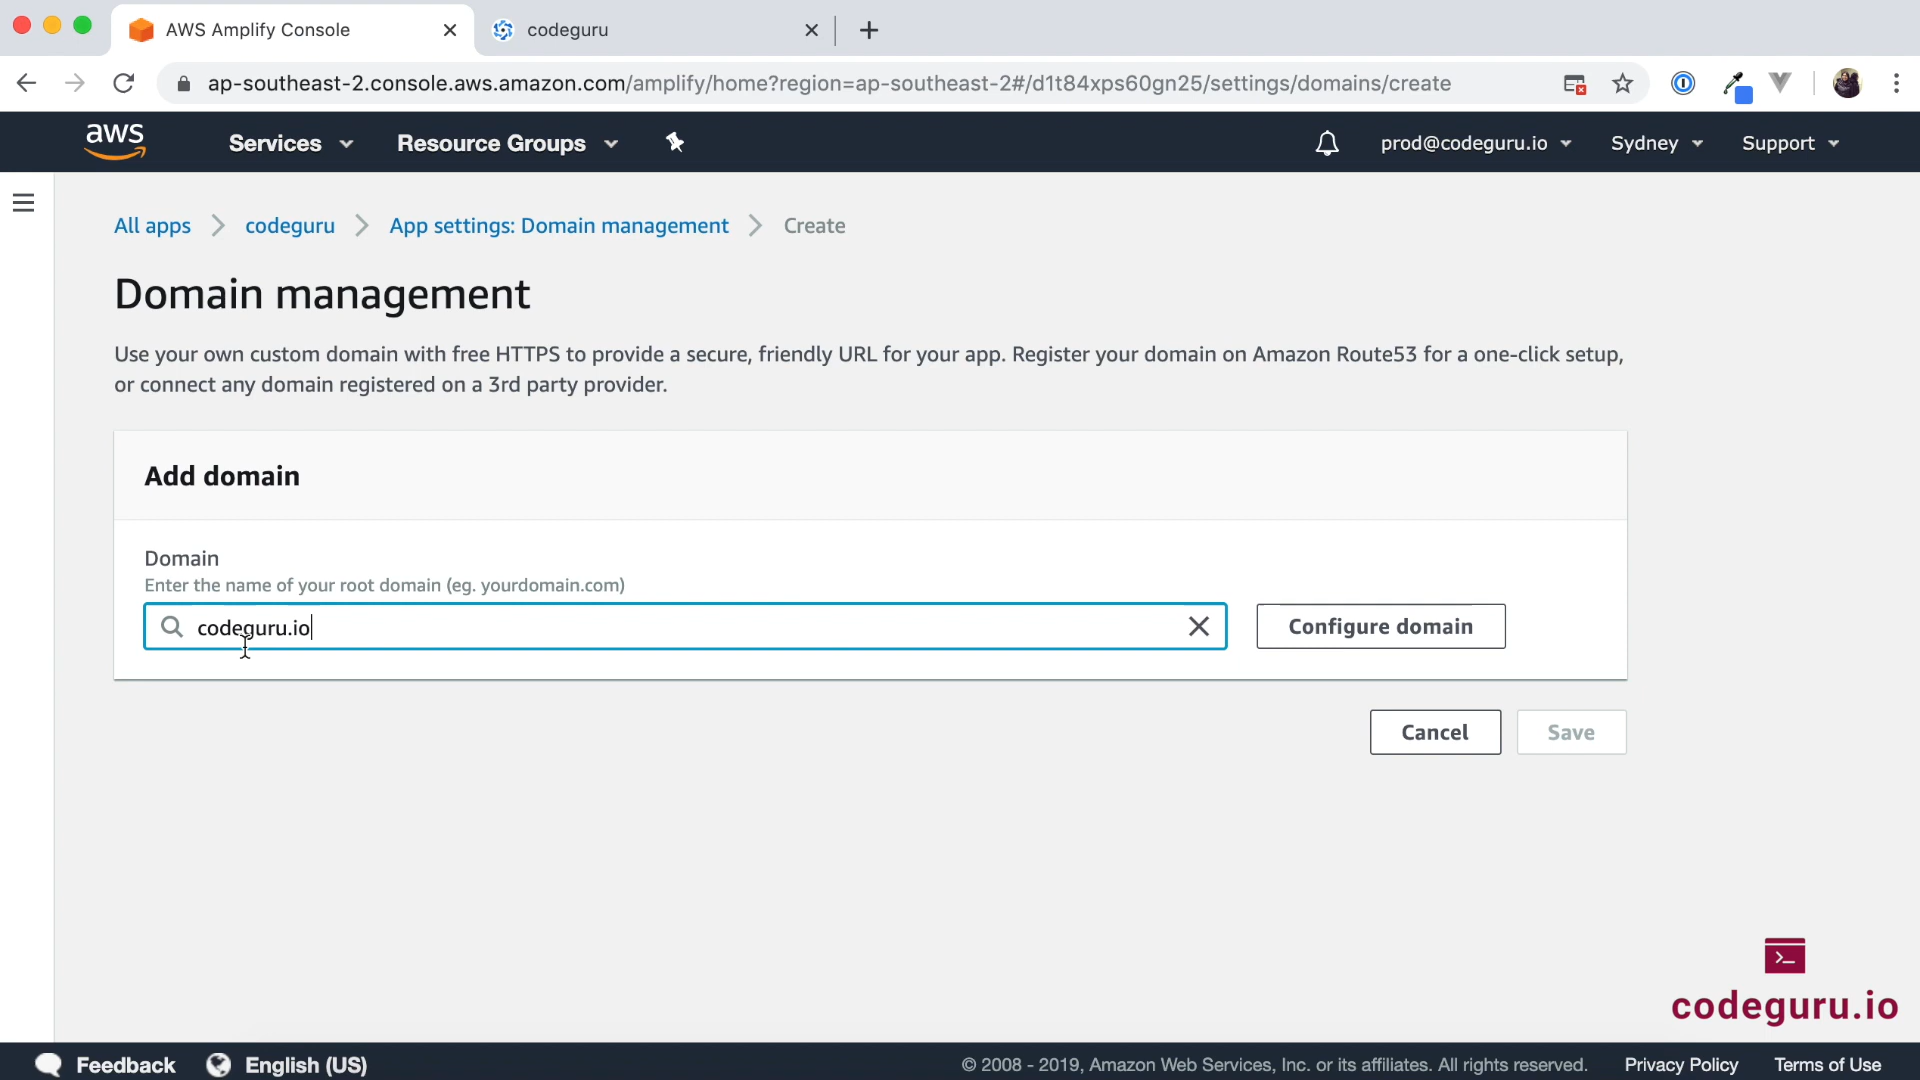 AWS Amplify Console
codeguru
ap-southeast-2.console.aws.amazon.com/amplify/home?region=ap-southeast-2#/d1t84xps60gn25/settings/domains/create
aws
Services
Resource Groups
prod@codeguru.io
Sydney
Support
All apps
codeguru
App settings: Domain management
Create
Domain management
Use your own custom domain with free HTTPS to provide a secure, friendly URL for your app. Register your domain on Amazon Route53 for a one-click setup,
or connect any domain registered on a 3rd party provider.
Add domain
Domain
Enter the name of your root domain (eg. yourdomain.com)
codeguru.io
Configure domain
Cancel
Save
codeguru.io
Feedback
English (US)
© 2008 - 2019, Amazon Web Services, Inc. or its affiliates. All rights reserved.
Privacy Policy
Terms of Use